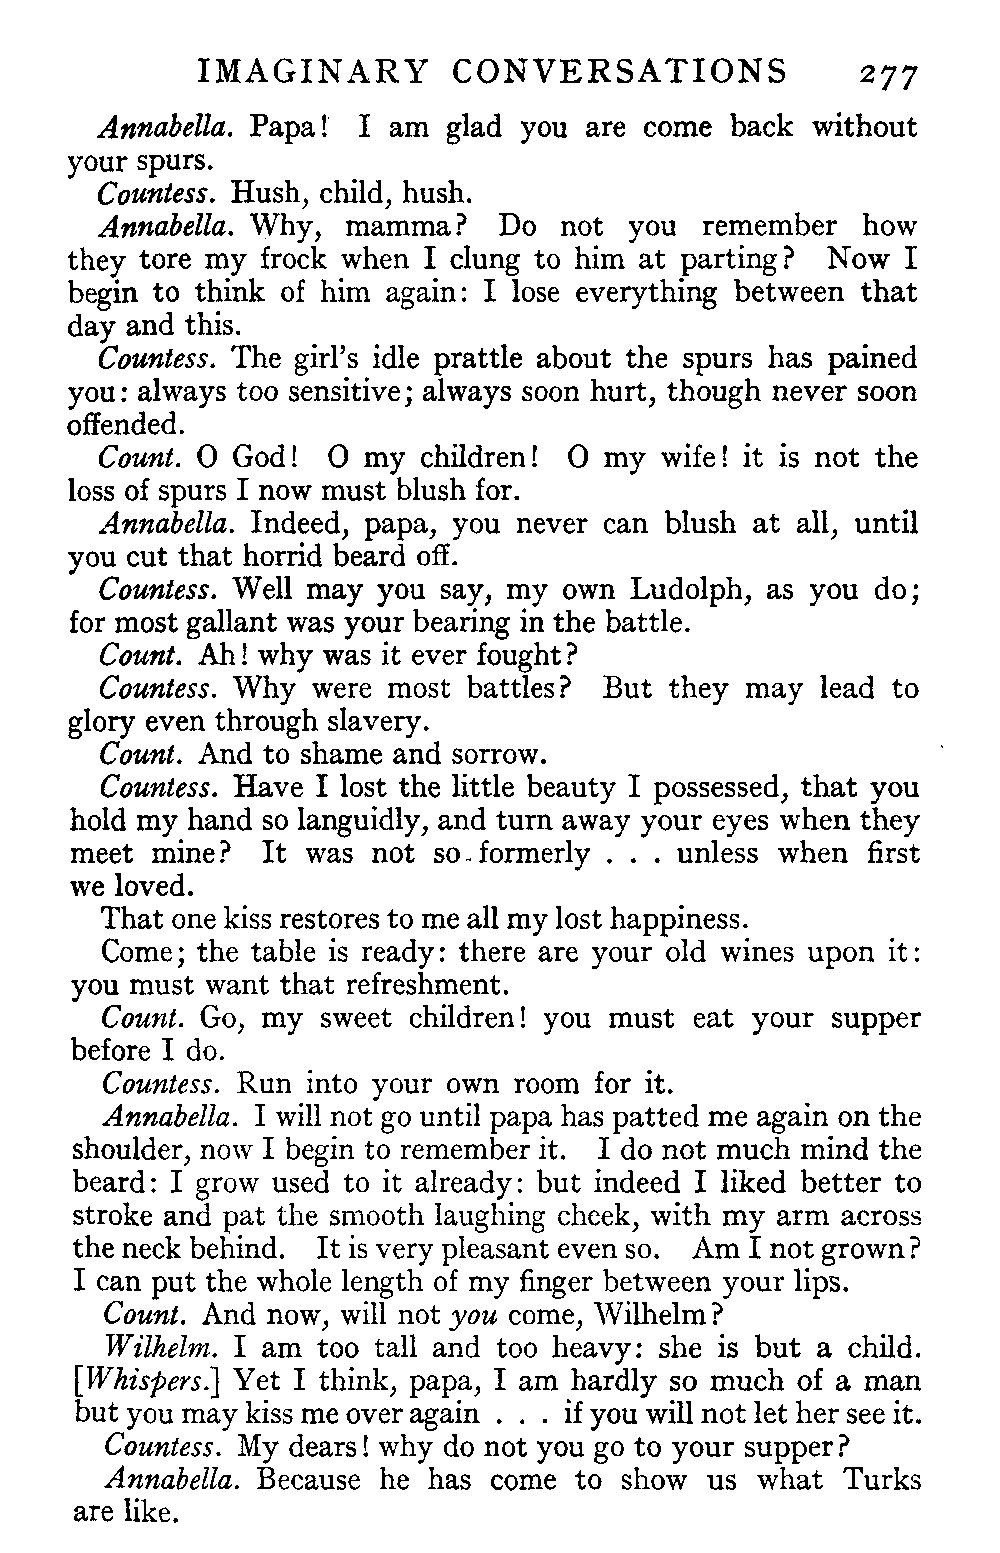 IMAGINARY CONVERSATIONS 277
Annabella. Papa! I am glad you are come back without
your spurs.
Countess. Hush, child, hush.
Annabella. Why, mamma? Do not you remember how
they tore my frock when I clung to him at parting? Now I
begin to think of him again: I lose everything between that
day and this.
Countess. The girl's idle prattle about the spurs has pained
you: always too sensitive; always soon hurt, though never soon
offended.
Count. O God! O my children! O my wife! it is not the
loss of spurs I now must blush for.
Annabella. Indeed, papa, you never can blush at all, until
you cut that horrid beard off.
Countess. Well may you say, my own Ludolph, as you do;
for most gallant was your bearing in the battle.
Count. Ah! why was it ever fought?
Countess. Why were most battles? But they may lead to
glory even through slavery.
Count. And to shame and sorrow.
Countess. Have I lost the little beauty I possessed, that you
hold my hand so languidly, and turn away your eyes when they
meet mine? It was not so formerly . . . unless when first
we loved.
That one kiss restores to me all my lost happiness.
Come; the table is ready: there are your old wines upon it:
you must want that refreshment.
Count. Go, my sweet children! you must eat your supper
before I do.
Countess. Run into your own room for it.
Annabella. I will not go until papa has patted me again on the
shoulder, now I begin to remember it. I do not much mind the
beard: I grow used to it already: but indeed I liked better to
stroke and pat the smooth laughing cheek, with my arm across
the neck behind. It is very pleasant even so. Am I not grown?
I can put the whole length of my finger between your lips.
Count. And now, will not you come, Wilhelm?
Wilhelm. I am too tall and too heavy: she is but a child.
[Whispers.] Yet I think, papa, I am hardly so much of a man
but you may kiss me over again . . . if you will not let her see it.
Countess. My dears! why do not you go to your supper?
Annabella. Because he has come to show us what Turks
are like.